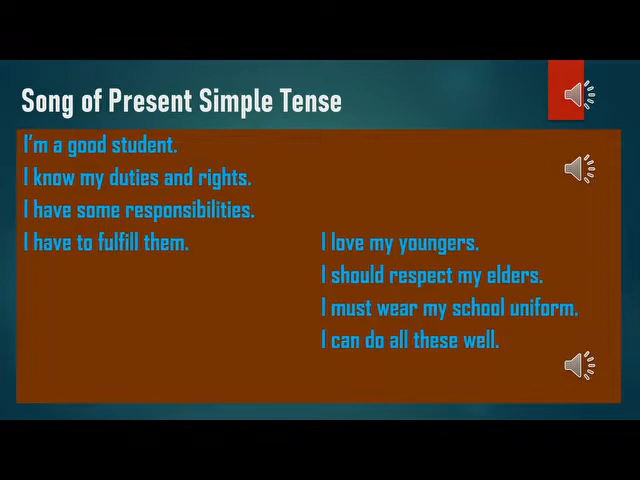 Song of Present Simple Tense
I'm a good student.
I know my duties and rights.
I have some responsibilities.
I have to fulfill them.
I love my youngers.
I should respect my elders.
I must wear my school uniform.
I can do all these well.